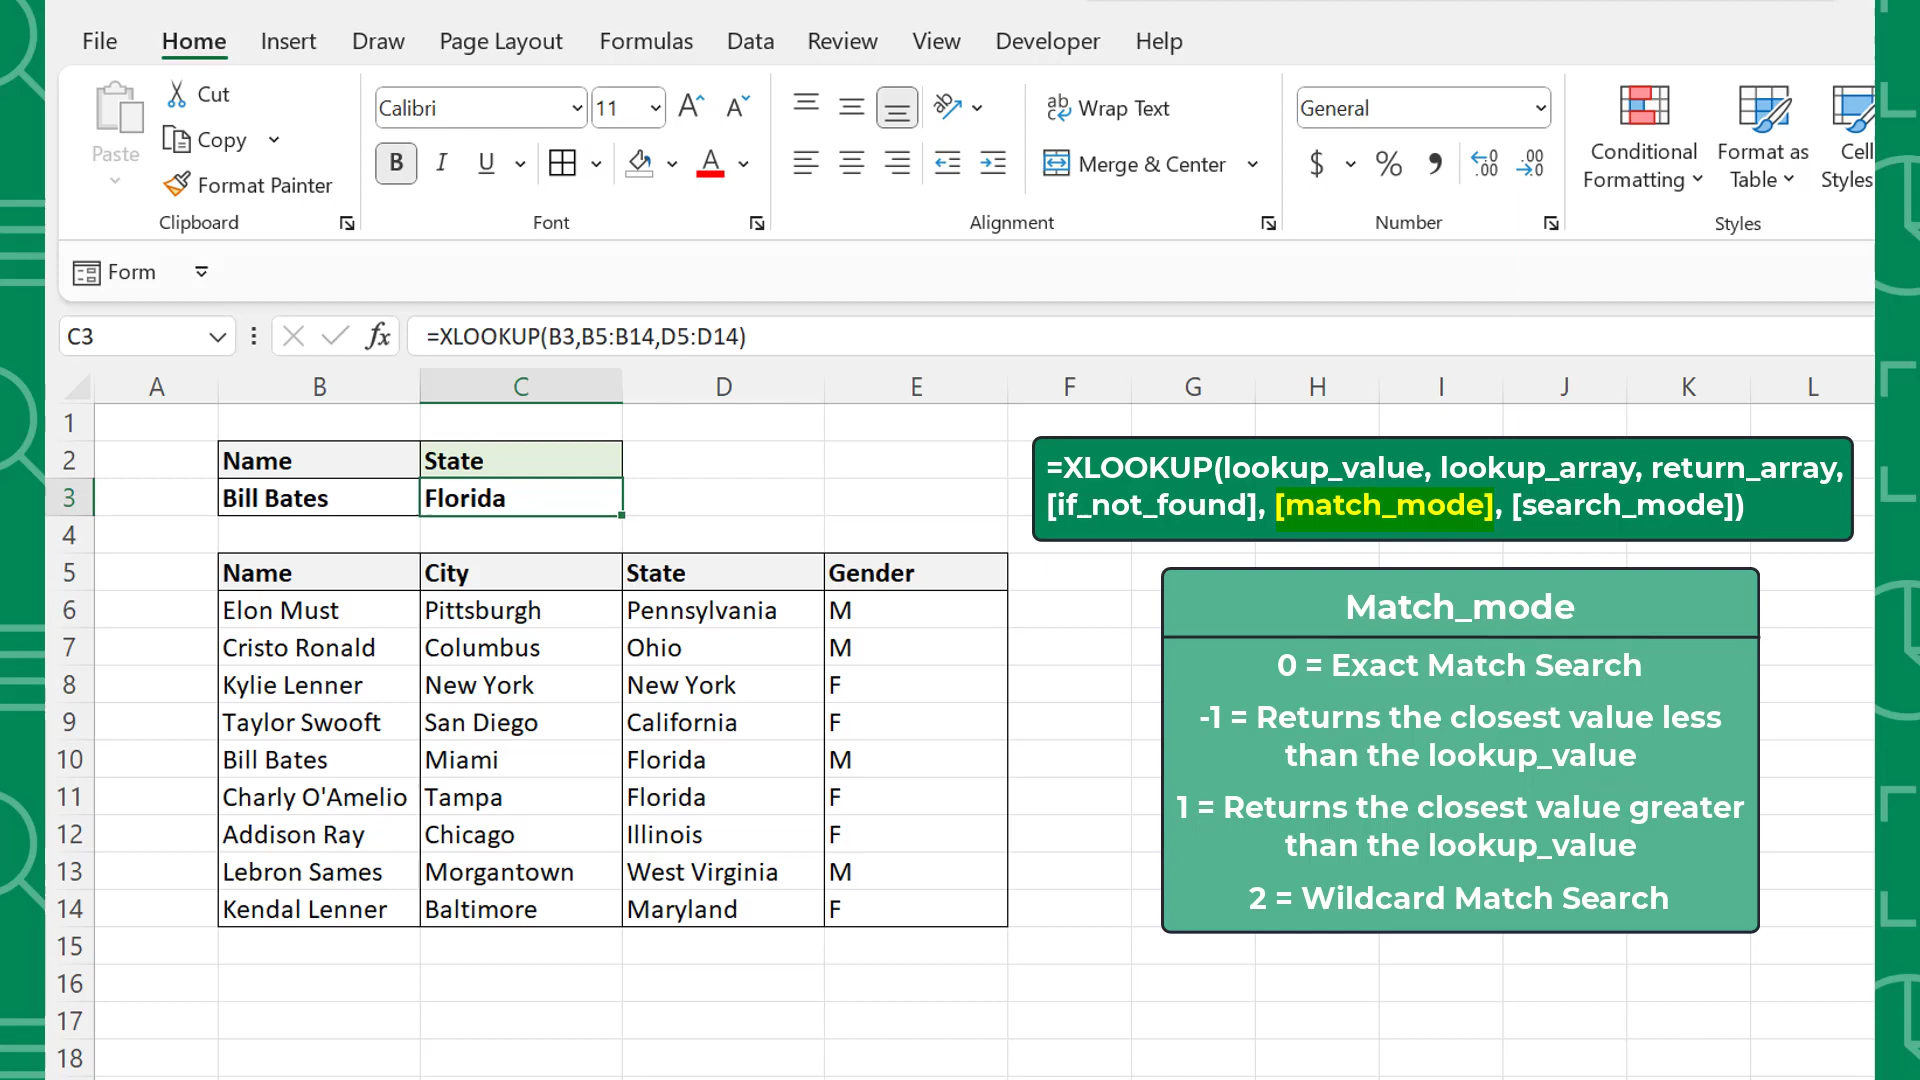 File Home Insert Draw Page Layout Formulas Data Review View Developer Help
Paste
Cut
Copy
Format Painter
Clipboard
Calibri 11 A A
B I U A
Font
ab Wrap Text
Merge & Center
Alignment
General
$ % , .00 .00
Number
Conditional Formatting
Format as Table
Cell Styles
Styles
Form
C3 fx =XLOOKUP(B3,B5:B14,D5:D14)
A B C D E F G H I J K L
1
2 Name State
3 Bill Bates Florida
4
5 Name City State Gender
6 Elon Must Pittsburgh Pennsylvania M
7 Cristo Ronald Columbus Ohio M
8 Kylie Lenner New York New York F
9 Taylor Swooft San Diego California F
10 Bill Bates Miami Florida M
11 Charly O'Amelio Tampa Florida F
12 Addison Ray Chicago Illinois F
13 Lebron Sames Morgantown West Virginia M
14 Kendal Lenner Baltimore Maryland F
15
16
17
18
=XLOOKUP(lookup_value, lookup_array, return_array,
[if_not_found], [match_mode], [search_mode])
Match_mode
0 = Exact Match Search
-1 = Returns the closest value less
than the lookup_value
1 = Returns the closest value greater
than the lookup_value
2 = Wildcard Match Search